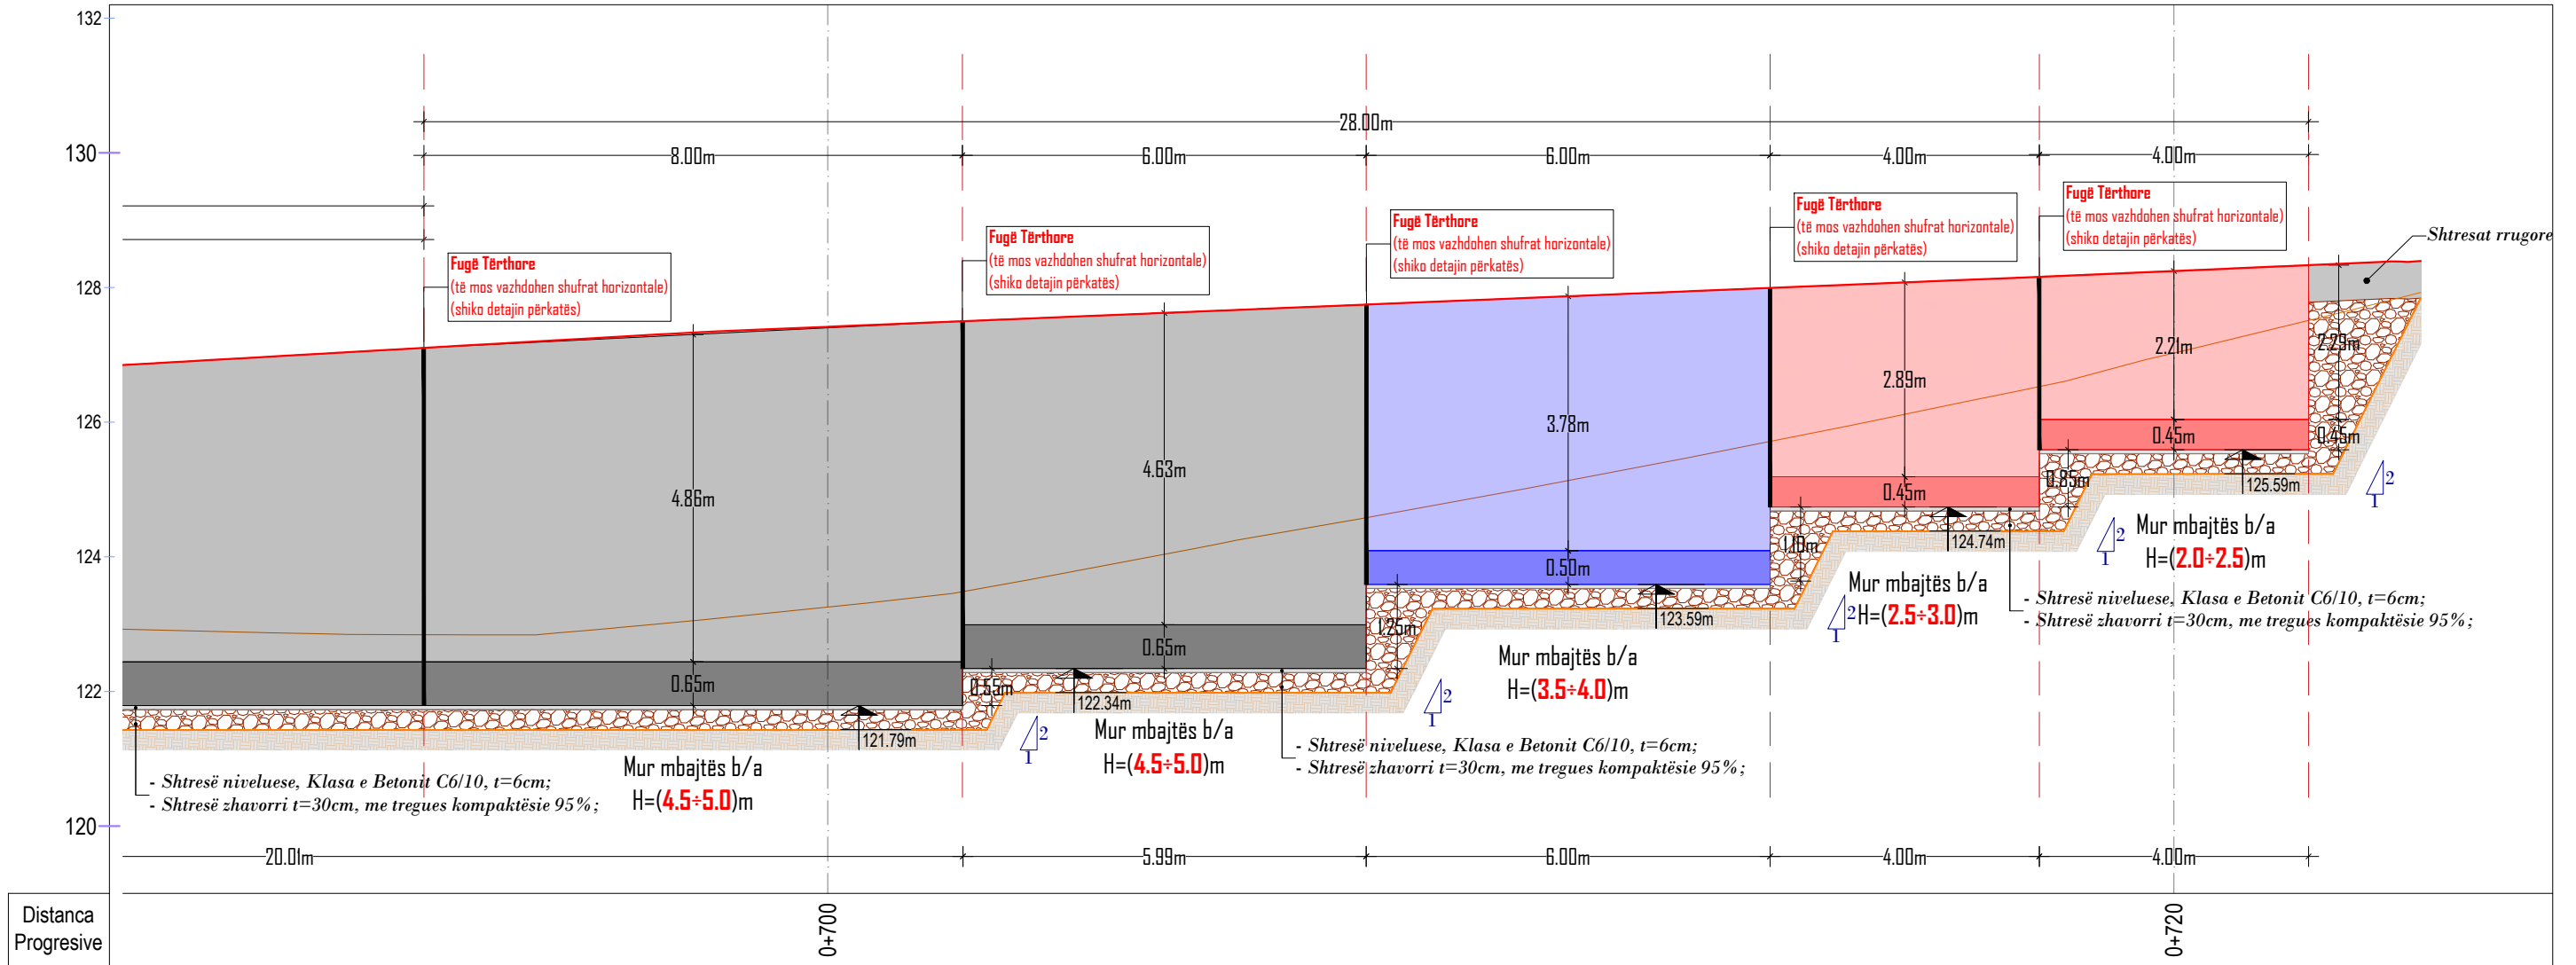 132
130
128
126
124
122
120
28.00m
8.00m
6.00m
6.00m
4.00m
4.00m
Fugë Tërthore
(të mos vazhdohen shufrat horizontale)
(shiko detajin përkatës)
Fugë Tërthore
(të mos vazhdohen shufrat horizontale)
(shiko detajin përkatës)
Fugë Tërthore
(të mos vazhdohen shufrat horizontale)
(shiko detajin përkatës)
Fugë Tërthore
(të mos vazhdohen shufrat horizontale)
(shiko detajin përkatës)
Fugë Tërthore
(të mos vazhdohen shufrat horizontale)
(shiko detajin përkatës)
Shtresat rrugore
4.86m
0.65m
4.63m
0.65m
3.78m
0.50m
2.89m
0.45m
2.21m
0.45m
2.29m
0.45m
0.55m
1.25m
1.10m
0.85m
121.79m
122.34m
123.59m
124.74m
125.59m
2
1
2
1
2
1
2
1
2
1
Mur mbajtës b/a
H=(4.5÷5.0)m
Mur mbajtës b/a
H=(4.5÷5.0)m
Mur mbajtës b/a
H=(3.5÷4.0)m
Mur mbajtës b/a
H=(2.5÷3.0)m
Mur mbajtës b/a
H=(2.0÷2.5)m
- Shtresë niveluese, Klasa e Betonit C6/10, t=6cm;
- Shtresë zhavorri t=30cm, me tregues kompaktësie 95%;
- Shtresë niveluese, Klasa e Betonit C6/10, t=6cm;
- Shtresë zhavorri t=30cm, me tregues kompaktësie 95%;
- Shtresë niveluese, Klasa e Betonit C6/10, t=6cm;
- Shtresë zhavorri t=30cm, me tregues kompaktësie 95%;
20.01m
5.99m
6.00m
4.00m
4.00m
Distanca
Progresive
0+700
0+720